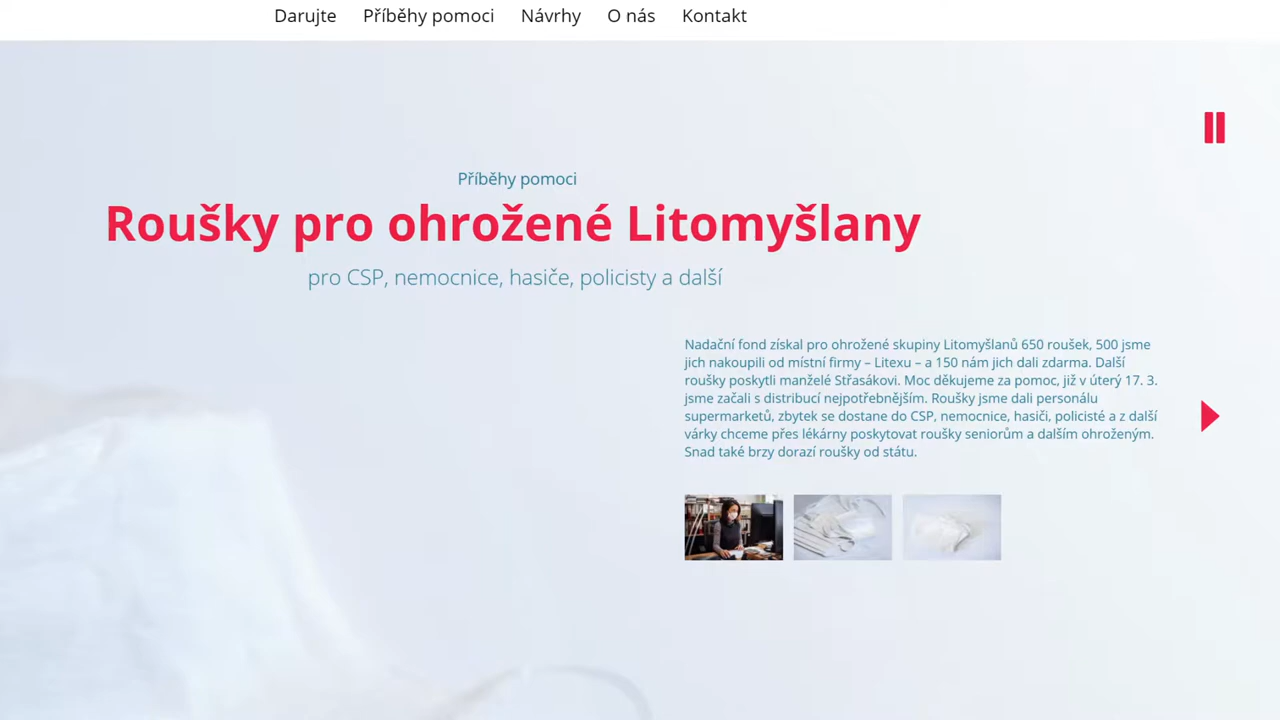 Darujte Příběhy pomoci Návrhy O nás Kontakt
Příběhy pomoci
Roušky pro ohrožené Litomyšlany
pro CSP, nemocnice, hasiče, policisty a další
Nadační fond získal pro ohrožené skupiny Litomyšlanů 650 roušek, 500 jsme
jich nakoupili od místní firmy – Litexu – a 150 nám jich dali zdarma. Další
roušky poskytli manželé Střasákovi. Moc děkujeme za pomoc, již v úterý 17. 3.
jsme začali s distribucí nejpotřebnějším. Roušky jsme dali personálu
supermarketů, zbytek se dostane do CSP, nemocnice, hasiči, policisté a z další
várky chceme přes lékárny poskytovat roušky seniorům a dalším ohroženým.
Snad také brzy dorazí roušky od státu.